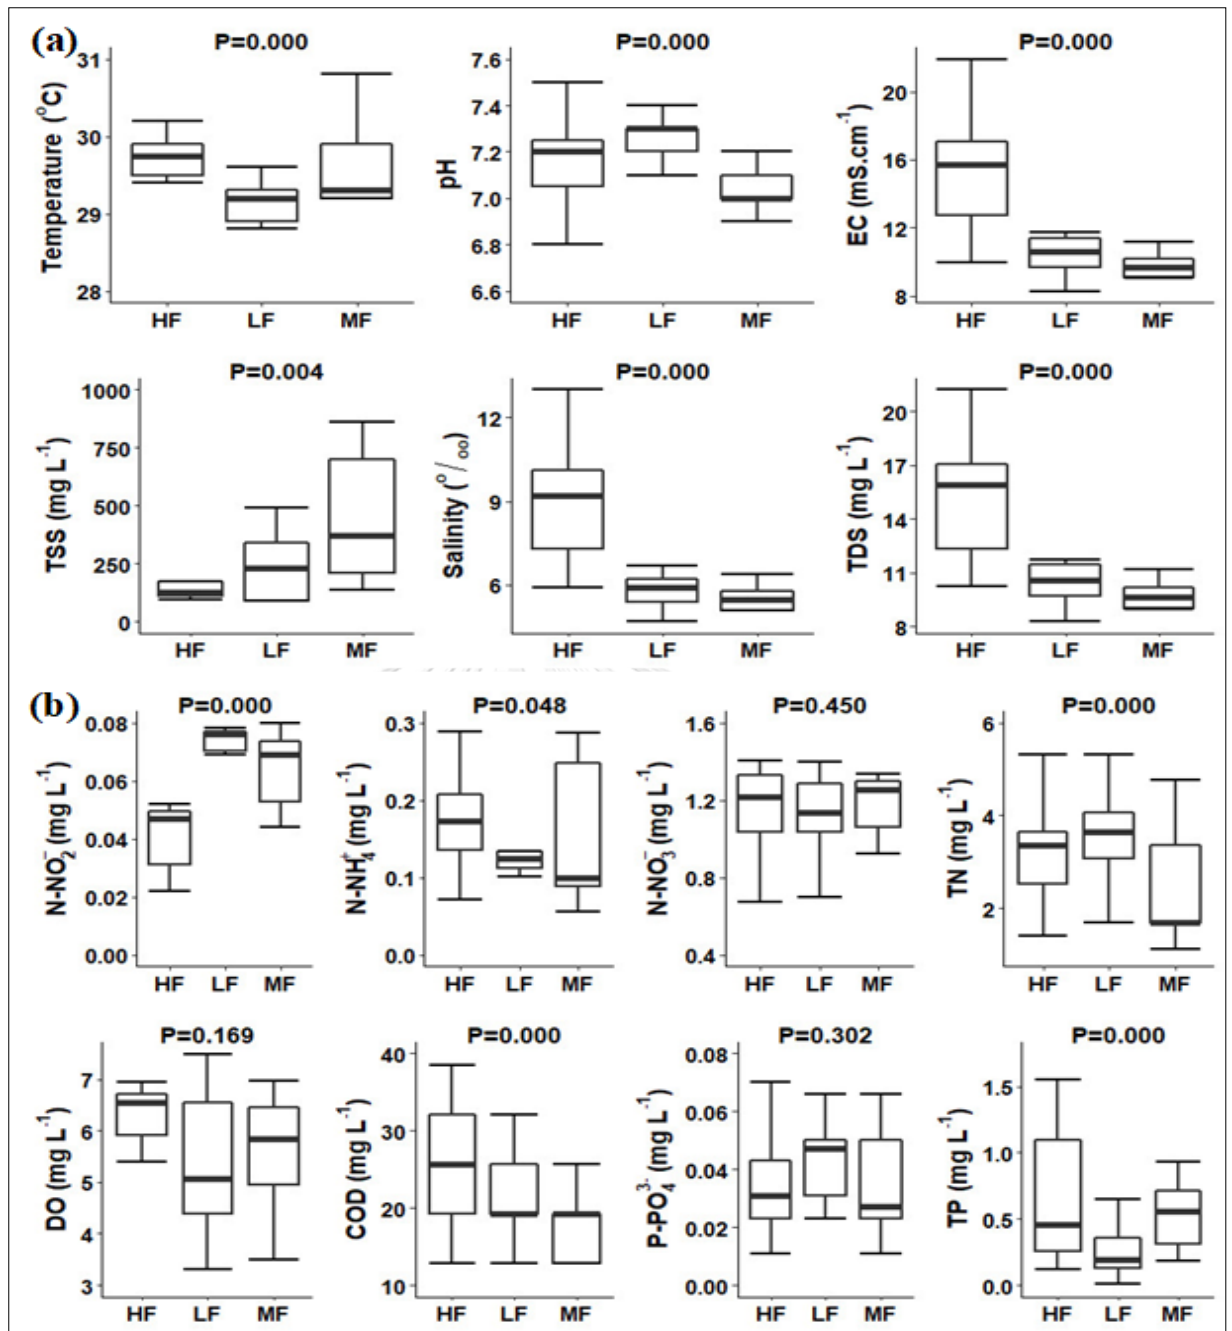 (a)
P=0.000
Temperature (°C)
31
30
29
28
HF LF MF
P=0.000
pH
7.6
7.4
7.2
7.0
6.8
6.6
HF LF MF
P=0.000
EC (mS.cm⁻¹)
20
16
12
8
HF LF MF
P=0.004
TSS (mg L⁻¹)
1000
750
500
250
0
HF LF MF
P=0.000
Salinity (°/oo)
12
9
6
HF LF MF
P=0.000
TDS (mg L⁻¹)
20
17
14
11
8
HF LF MF
(b)
P=0.000
N-NO₂⁻ (mg L⁻¹)
0.08
0.06
0.04
0.02
0.00
HF LF MF
P=0.048
N-NH₄⁺ (mg L⁻¹)
0.3
0.2
0.1
0.0
HF LF MF
P=0.450
N-NO₃⁻ (mg L⁻¹)
1.6
1.2
0.8
0.4
HF LF MF
P=0.000
TN (mg L⁻¹)
6
4
2
HF LF MF
P=0.169
DO (mg L⁻¹)
7
6
5
4
3
HF LF MF
P=0.000
COD (mg L⁻¹)
40
30
20
10
HF LF MF
P=0.302
P-PO₄³⁻ (mg L⁻¹)
0.08
0.06
0.04
0.02
0.00
HF LF MF
P=0.000
TP (mg L⁻¹)
1.5
1.0
0.5
0.0
HF LF MF